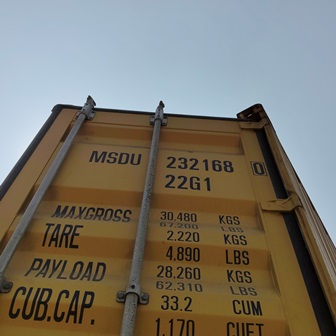 MSDU 232168 0
22G1
MAXGROSS 30.480 KGS
67.200 LBS
TARE 2.220 KGS
4.890 LBS
PAYLOAD 28.260 KGS
62.310 LBS
CUB.CAP. 33.2 CUM
1.170 CUFT